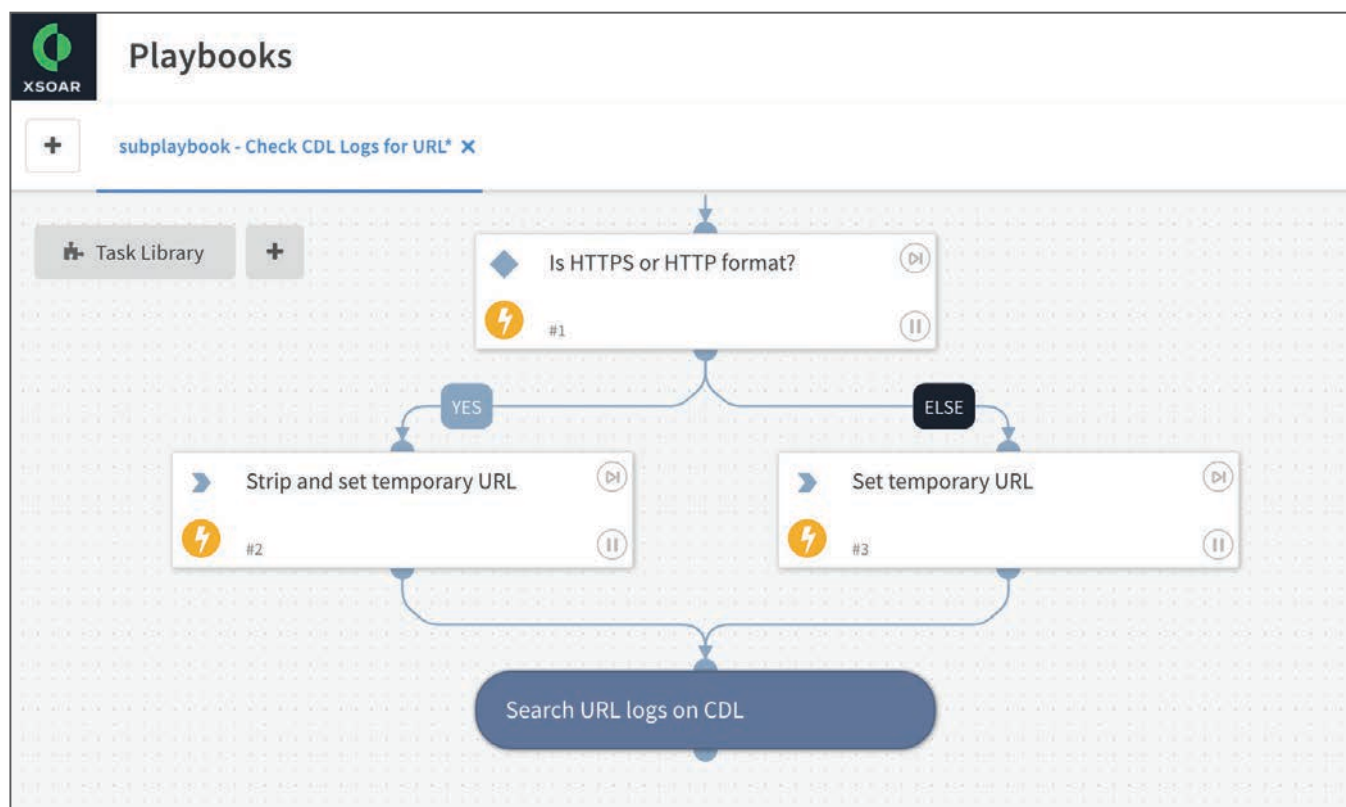 XSOAR
Playbooks
+
subplaybook - Check CDL Logs for URL* ×
Task Library
+
Is HTTPS or HTTP format?
#1
YES
ELSE
Strip and set temporary URL
#2
Set temporary URL
#3
Search URL logs on CDL